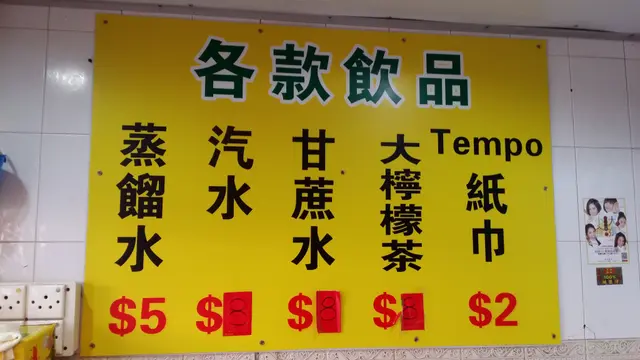 各款飲品
蒸餾水
汽水
甘蔗水
大檸檬茶
Tempo
紙巾
$5
$8
$8
$8
$2